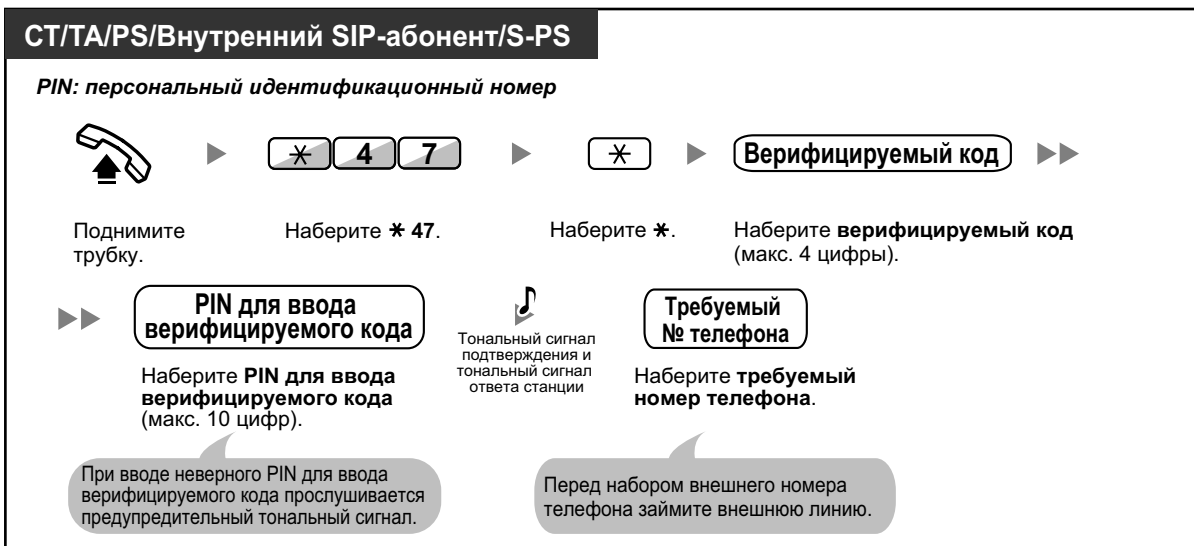 СТ/ТА/PS/Внутренний SIP-абонент/S-PS
PIN: персональный идентификационный номер
* 4 7
*
Верифицируемый код
Поднимите
трубку.
Наберите * 47.
Наберите *.
Наберите верифицируемый код
(макс. 4 цифры).
PIN для ввода
верифицируемого кода
Наберите PIN для ввода
верифицируемого кода
(макс. 10 цифр).
Тональный сигнал
подтверждения и
тональный сигнал
ответа станции
Требуемый
№ телефона
Наберите требуемый
номер телефона.
При вводе неверного PIN для ввода
верифицируемого кода прослушивается
предупредительный тональный сигнал.
Перед набором внешнего номера
телефона займите внешнюю линию.